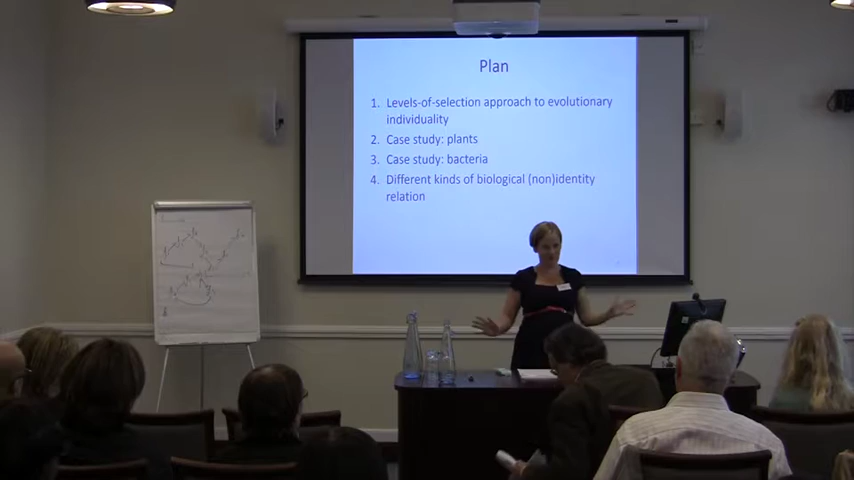 Plan
1. Levels-of-selection approach to evolutionary
individuality
2. Case study: plants
3. Case study: bacteria
4. Different kinds of biological (non)identity
relation